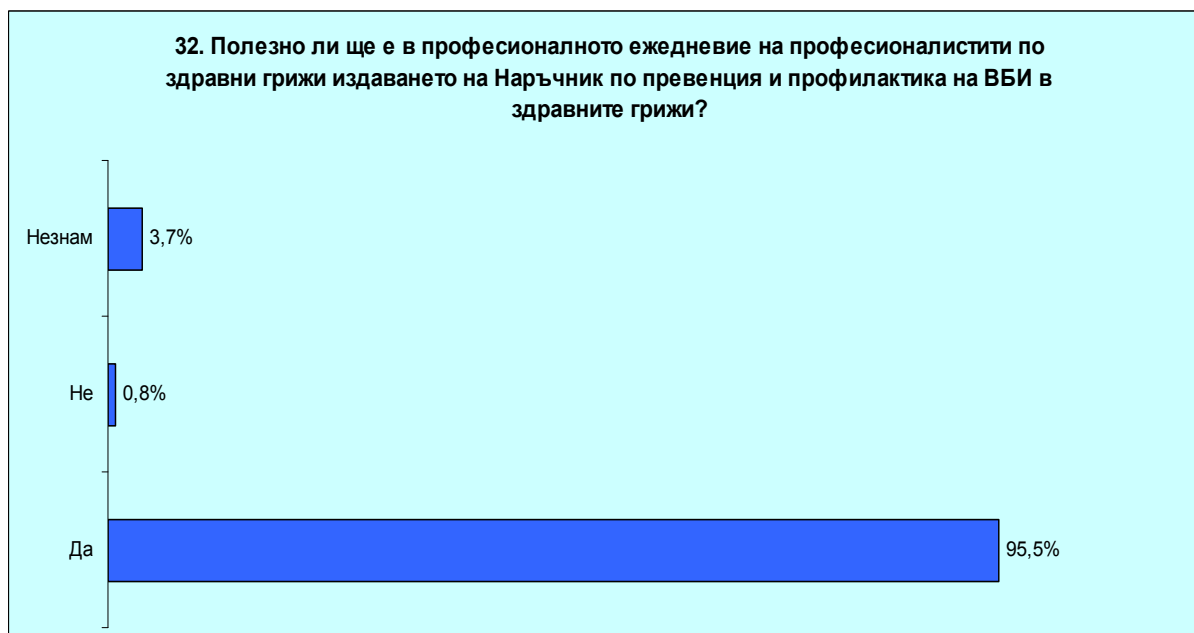 32. Полезно ли ще е в професионалното ежедневие на професионалистити по
здравни грижи издаването на Наръчник по превенция и профилактика на ВБИ в
здравните грижи?
Незнам
3,7%
Не
0,8%
Да
95,5%